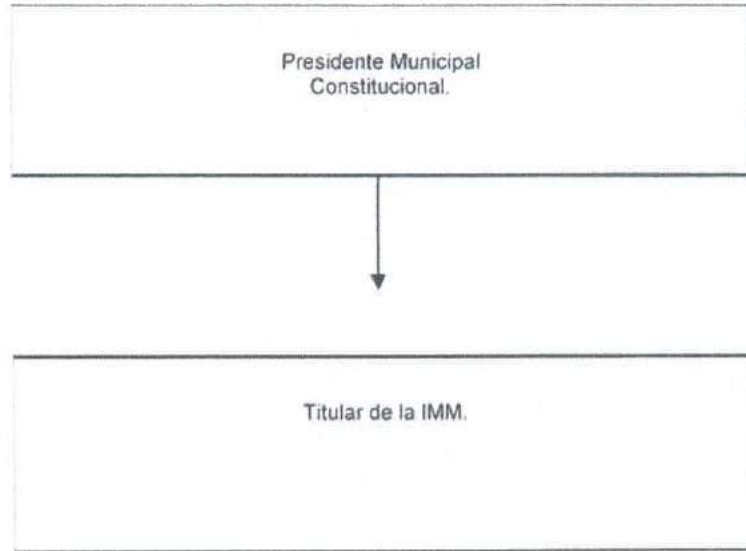 Presidente Municipal
Constitucional.
Titular de la IMM.